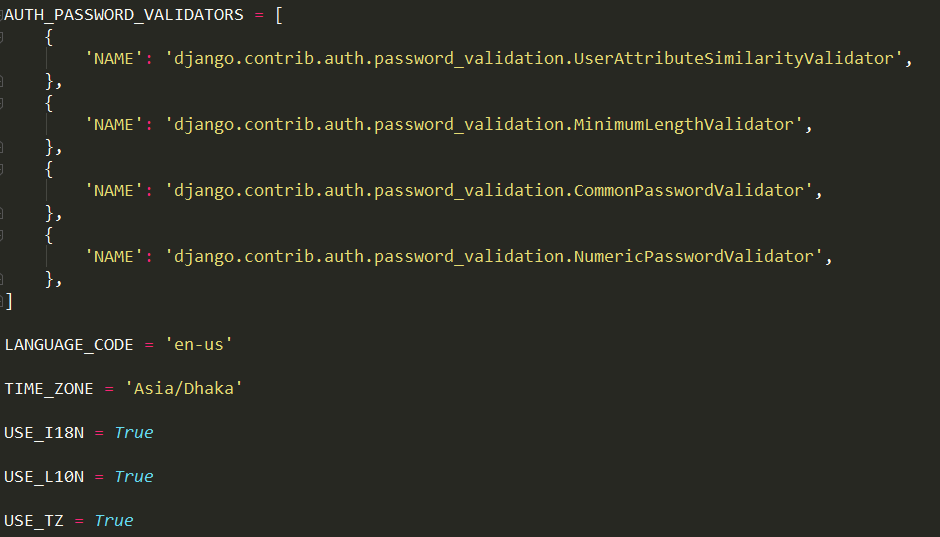 AUTH_PASSWORD_VALIDATORS = [
    {
        'NAME': 'django.contrib.auth.password_validation.UserAttributeSimilarityValidator',
    },
    {
        'NAME': 'django.contrib.auth.password_validation.MinimumLengthValidator',
    },
    {
        'NAME': 'django.contrib.auth.password_validation.CommonPasswordValidator',
    },
    {
        'NAME': 'django.contrib.auth.password_validation.NumericPasswordValidator',
    },
]
LANGUAGE_CODE = 'en-us'
TIME_ZONE = 'Asia/Dhaka'
USE_I18N = True
USE_L10N = True
USE_TZ = True